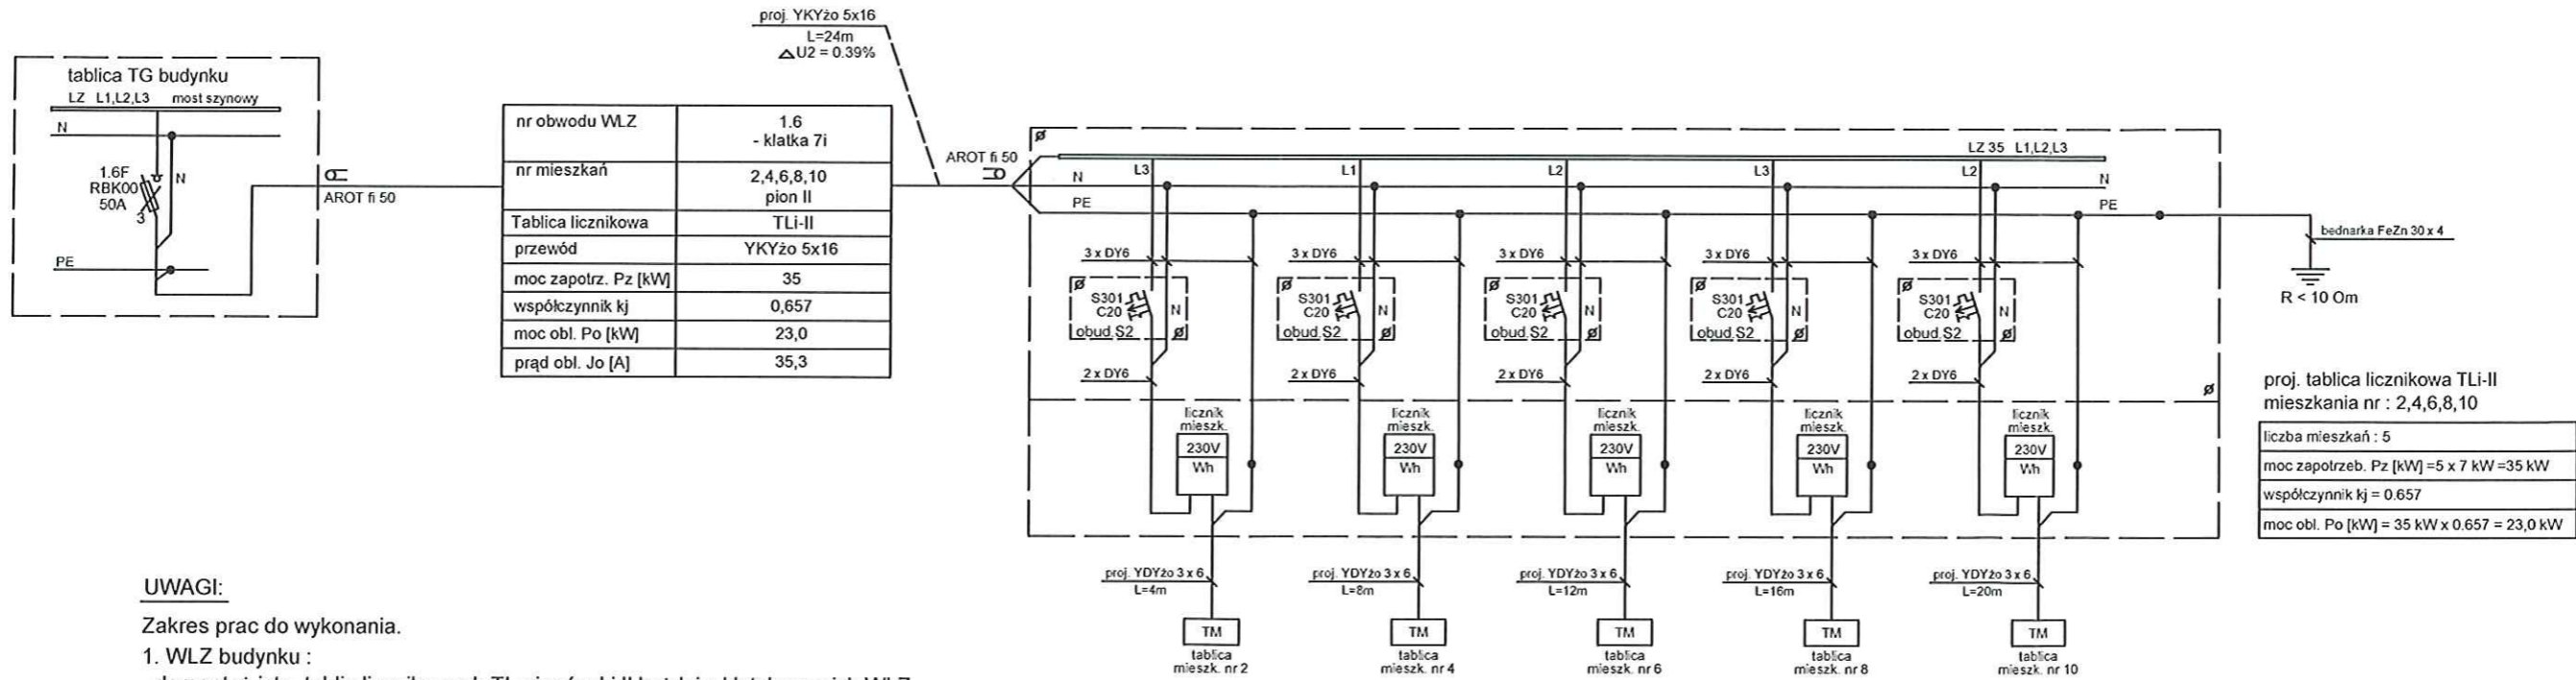 proj. YKYżo 5x16
L=24m
△U2 = 0.39%
tablica TG budynku
LZ L1,L2,L3 most szynowy
N
1.6F
RBK00
50A
3
N
PE
AROT fi 50
nr obwodu WLZ
1.6
- klatka 7i
nr mieszkań
2,4,6,8,10
pion II
Tablica licznikowa
TLi-II
przewód
YKYżo 5x16
moc zapotrz. Pz [kW]
35
współczynnik kj
0,657
moc obl. Po [kW]
23,0
prąd obl. Jo [A]
35,3
AROT fi 50
LZ 35 L1,L2,L3
N
PE
N
PE
L3
3 x DY6
S301
C20
N
obud.S2
2 x DY6
licznik
mieszk.
230V
Wh
proj. YDYżo 3 x 6
L=4m
TM
tablica
mieszk. nr 2
L1
3 x DY6
S301
C20
N
obud.S2
2 x DY6
licznik
mieszk.
230V
Wh
proj. YDYżo 3 x 6
L=8m
TM
tablica
mieszk. nr 4
L2
3 x DY6
S301
C20
N
obud.S2
2 x DY6
licznik
mieszk.
230V
Wh
proj. YDYżo 3 x 6
L=12m
TM
tablica
mieszk. nr 6
L3
3 x DY6
S301
C20
N
obud.S2
2 x DY6
licznik
mieszk.
230V
Wh
proj. YDYżo 3 x 6
L=16m
TM
tablica
mieszk. nr 8
L2
3 x DY6
S301
C20
N
obud.S2
2 x DY6
licznik
mieszk.
230V
Wh
proj. YDYżo 3 x 6
L=20m
TM
tablica
mieszk. nr 10
bednarka FeZn 30 x 4
R < 10 Om
proj. tablica licznikowa TLi-II
mieszkania nr : 2,4,6,8,10
liczba mieszkań : 5
moc zapotrzeb. Pz [kW] =5 x 7 kW =35 kW
współczynnik kj = 0.657
moc obl. Po [kW] = 35 kW x 0.657 = 23,0 kW
UWAGI:
Zakres prac do wykonania.
1. WLZ budynku :